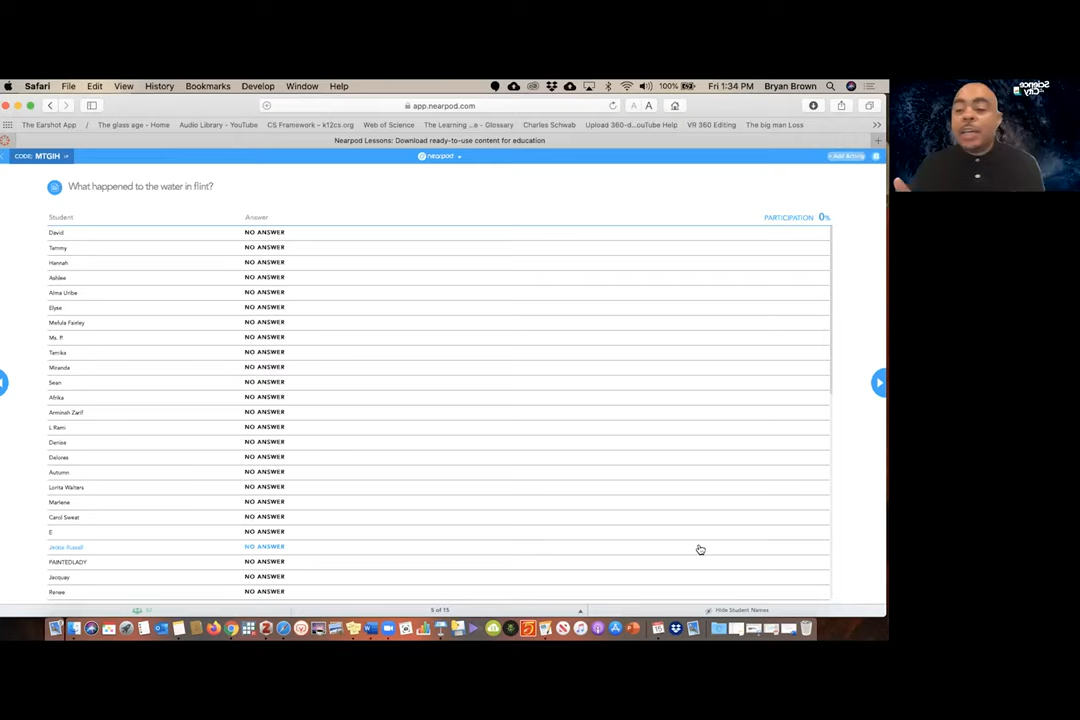 Safari File Edit View History Bookmarks Develop Window Help 100% Fri 1:34 PM Bryan Brown
app.nearpod.com
The Earshot App The glass age - Home Audio Library - YouTube CS Framework – k12cs.org Web of Science The Learning ...e - Glossary Charles Schwab Upload 360-d...ouTube Help VR 360 Editing The big man Loss
Nearpod Lessons: Download ready-to-use content for education
CODE: MTGIH nearpod + Add Activity
What happened to the water in flint?
Student Answer PARTICIPATION 0%
David NO ANSWER
Tammy NO ANSWER
Hannah NO ANSWER
Ashlee NO ANSWER
Alma Uribe NO ANSWER
Elyse NO ANSWER
Mefula Fairley NO ANSWER
Ms. P. NO ANSWER
Tamika NO ANSWER
Miranda NO ANSWER
Sean NO ANSWER
Afrika NO ANSWER
Arminah Zarif NO ANSWER
L Rami NO ANSWER
Denise NO ANSWER
Delores NO ANSWER
Autumn NO ANSWER
Lorita Walters NO ANSWER
Marlene NO ANSWER
Carol Sweat NO ANSWER
E NO ANSWER
Jessie Russell NO ANSWER
PAINTEDLADY NO ANSWER
Jacquay NO ANSWER
Renee NO ANSWER
5 of 15 Hide Student Names
Science City